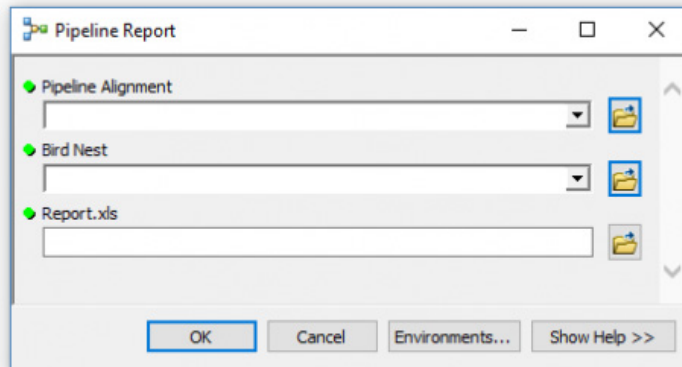 Pipeline Report
Pipeline Alignment
Bird Nest
Report.xls
OK Cancel Environments... Show Help >>